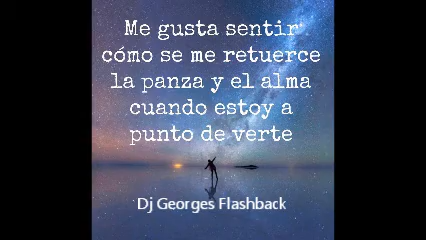 Me gusta sentir
cómo se me retuerce
la panza y el alma
cuando estoy a
punto de verte
Dj Georges Flashback